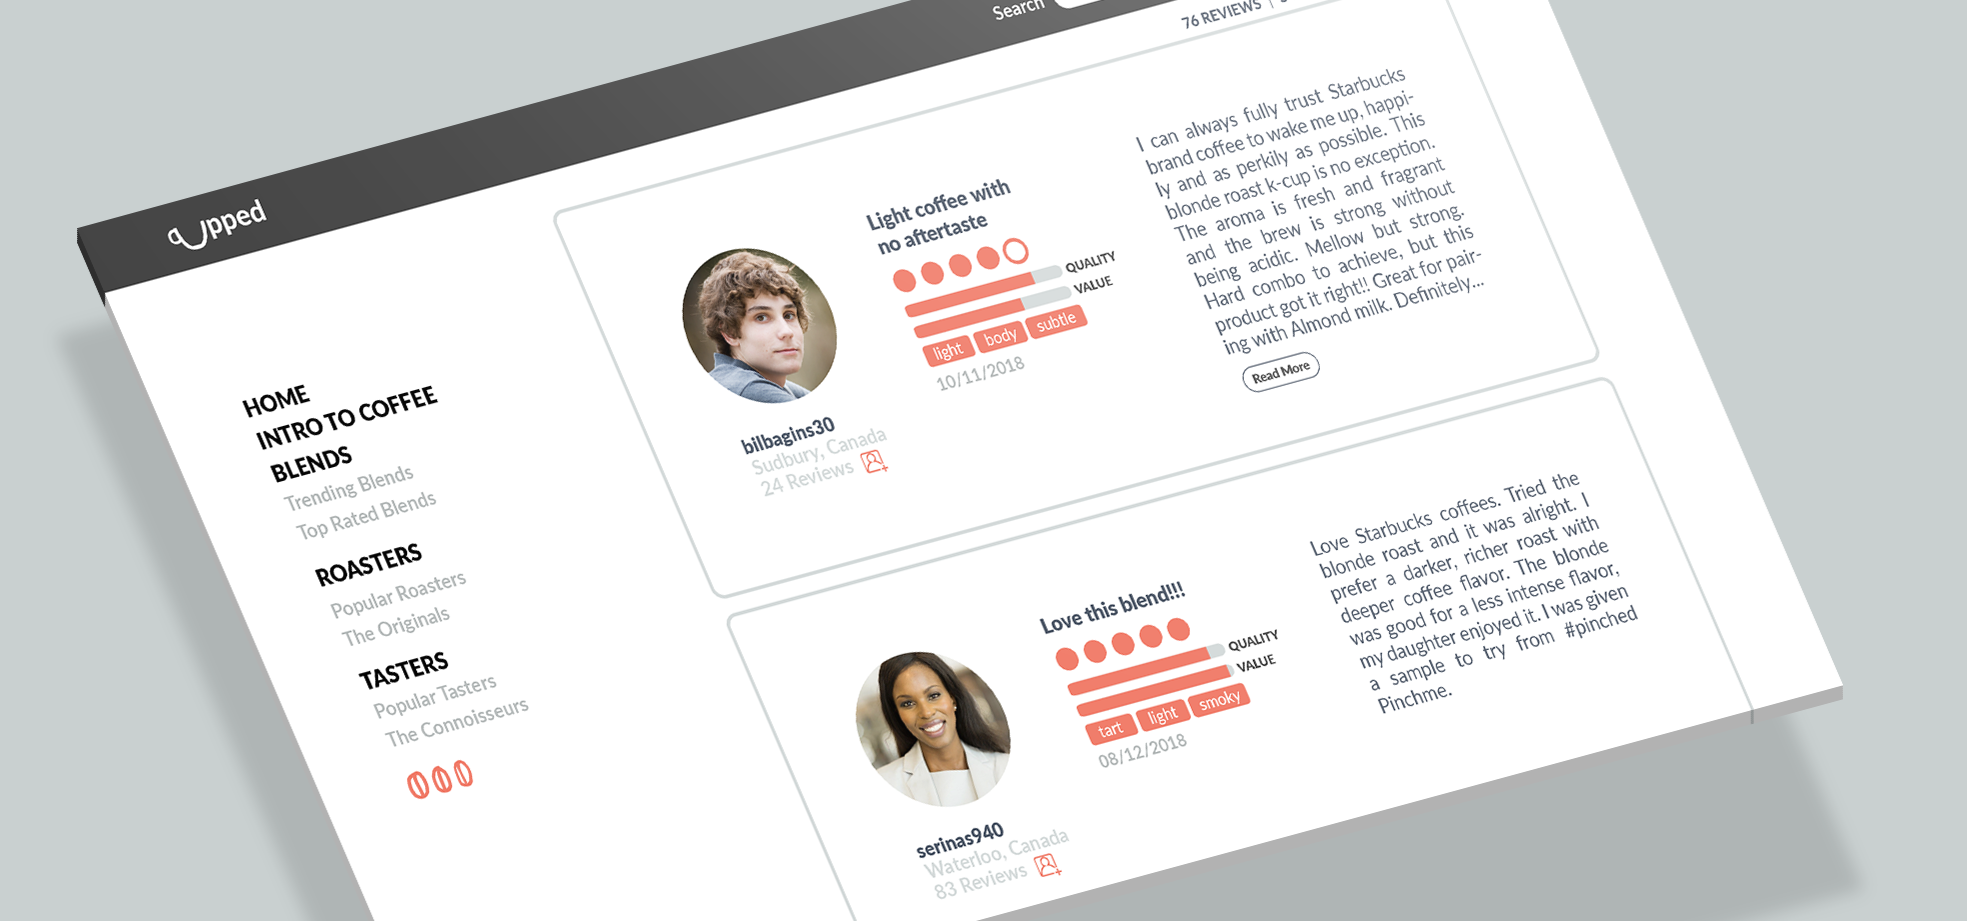 Search
76 REVIEWS |
upped
HOME
INTRO TO COFFEE
BLENDS
Trending Blends
Top Rated Blends
ROASTERS
Popular Roasters
The Originals
TASTERS
Popular Tasters
The Connoisseurs
bilbagins30
Sudbury, Canada
24 Reviews
Light coffee with
no aftertaste
QUALITY
VALUE
light body subtle
10/11/2018
I can always fully trust Starbucks
brand coffee to wake me up, happi-
ly and as perkily as possible. This
blonde roast k-cup is no exception.
The aroma is fresh and fragrant
and the brew is strong without
being acidic. Mellow but strong.
Hard combo to achieve, but this
product got it right!! Great for pair-
ing with Almond milk. Definitely...
Read More
serinas940
Waterloo, Canada
83 Reviews
Love this blend!!!
QUALITY
VALUE
tart light smoky
08/12/2018
Love Starbucks coffees. Tried the
blonde roast and it was alright. I
prefer a darker, richer roast with
deeper coffee flavor. The blonde
was good for a less intense flavor,
my daughter enjoyed it. I was given
a sample to try from #pinched
Pinchme.